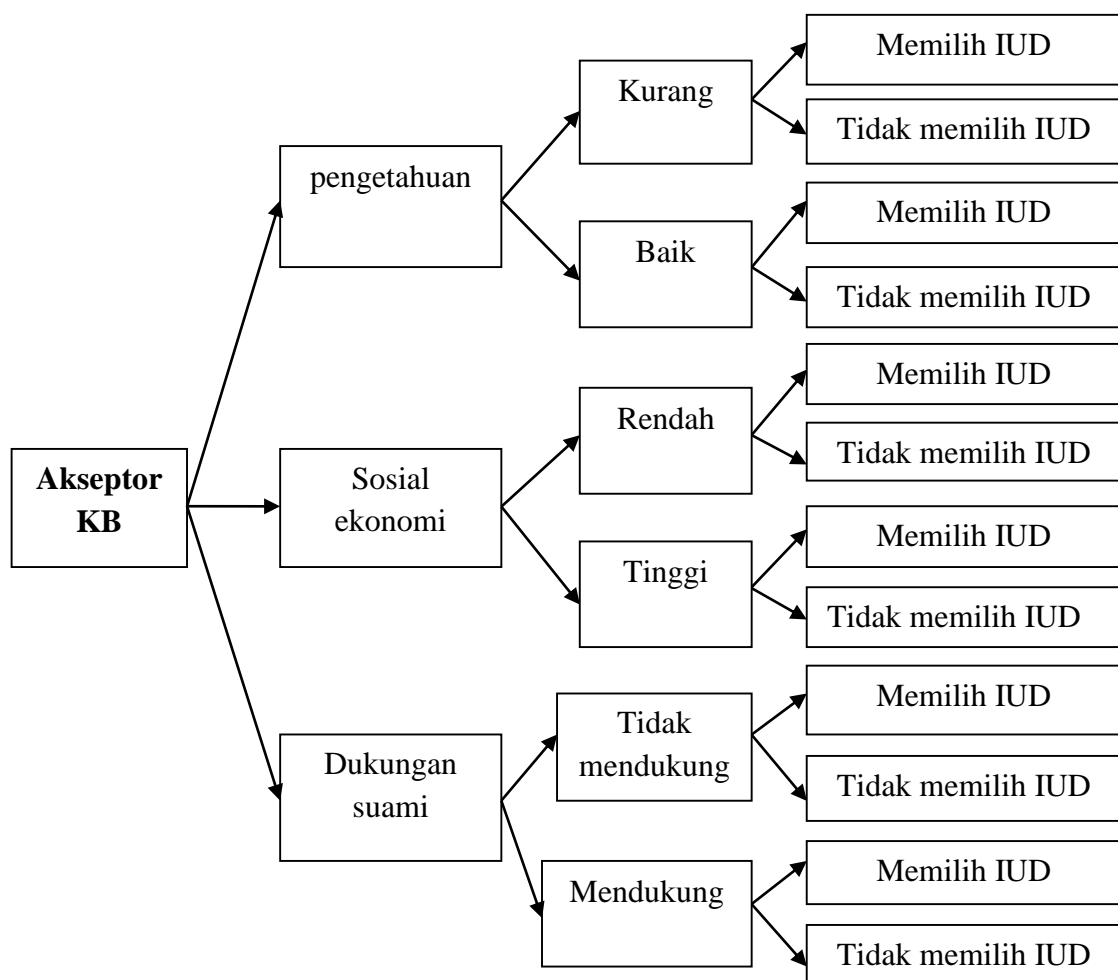 Akseptor
KB
pengetahuan
Kurang
Memilih IUD
Tidak memilih IUD
Baik
Memilih IUD
Tidak memilih IUD
Sosial
ekonomi
Rendah
Memilih IUD
Tidak memilih IUD
Tinggi
Memilih IUD
Tidak memilih IUD
Dukungan
suami
Tidak
mendukung
Memilih IUD
Tidak memilih IUD
Mendukung
Memilih IUD
Tidak memilih IUD